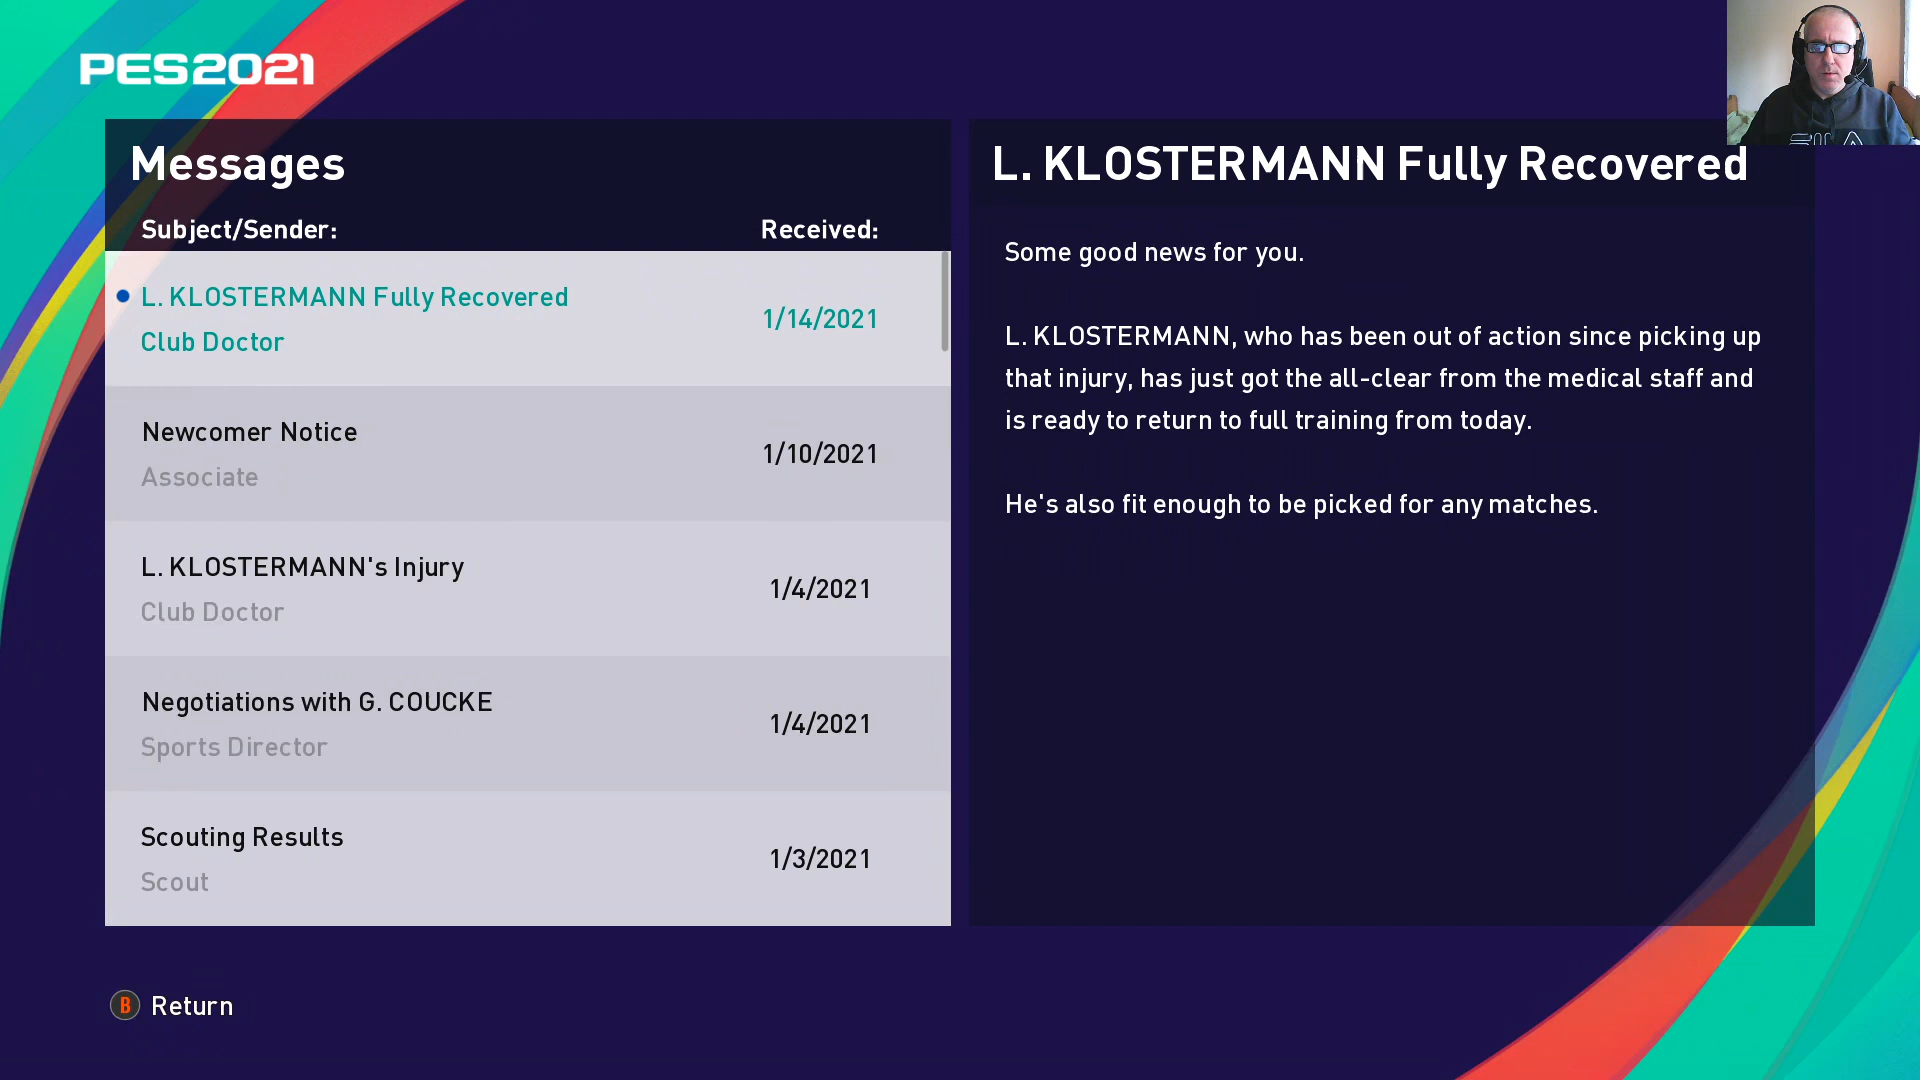 PES2021
Messages
Subject/Sender:
Received:
L. KLOSTERMANN Fully Recovered
Club Doctor
1/14/2021
Newcomer Notice
Associate
1/10/2021
L. KLOSTERMANN's Injury
Club Doctor
1/4/2021
Negotiations with G. COUCKE
Sports Director
1/4/2021
Scouting Results
Scout
1/3/2021
L. KLOSTERMANN Fully Recovered
Some good news for you.
L. KLOSTERMANN, who has been out of action since picking up
that injury, has just got the all-clear from the medical staff and
is ready to return to full training from today.
He's also fit enough to be picked for any matches.
B Return